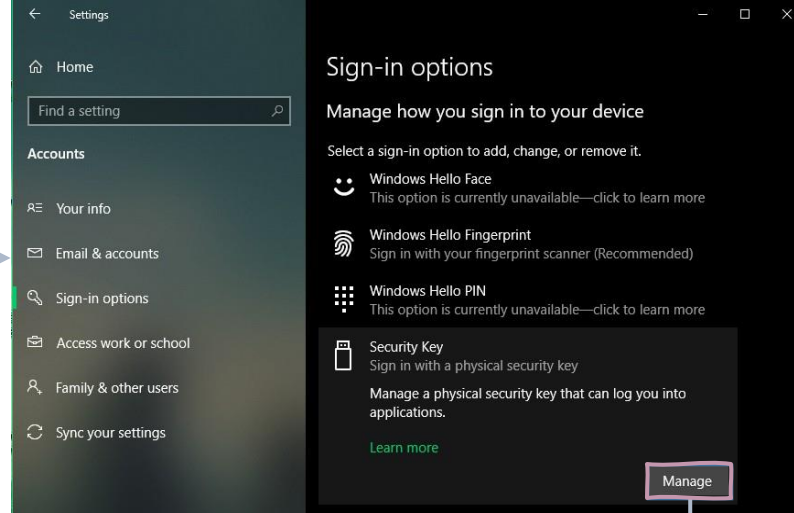 Settings
Home
Find a setting
Accounts
Your info
Email & accounts
Sign-in options
Access work or school
Family & other users
Sync your settings
Sign-in options
Manage how you sign in to your device
Select a sign-in option to add, change, or remove it.
Windows Hello Face
This option is currently unavailable—click to learn more
Windows Hello Fingerprint
Sign in with your fingerprint scanner (Recommended)
Windows Hello PIN
This option is currently unavailable—click to learn more
Security Key
Sign in with a physical security key
Manage a physical security key that can log you into
applications.
Learn more
Manage